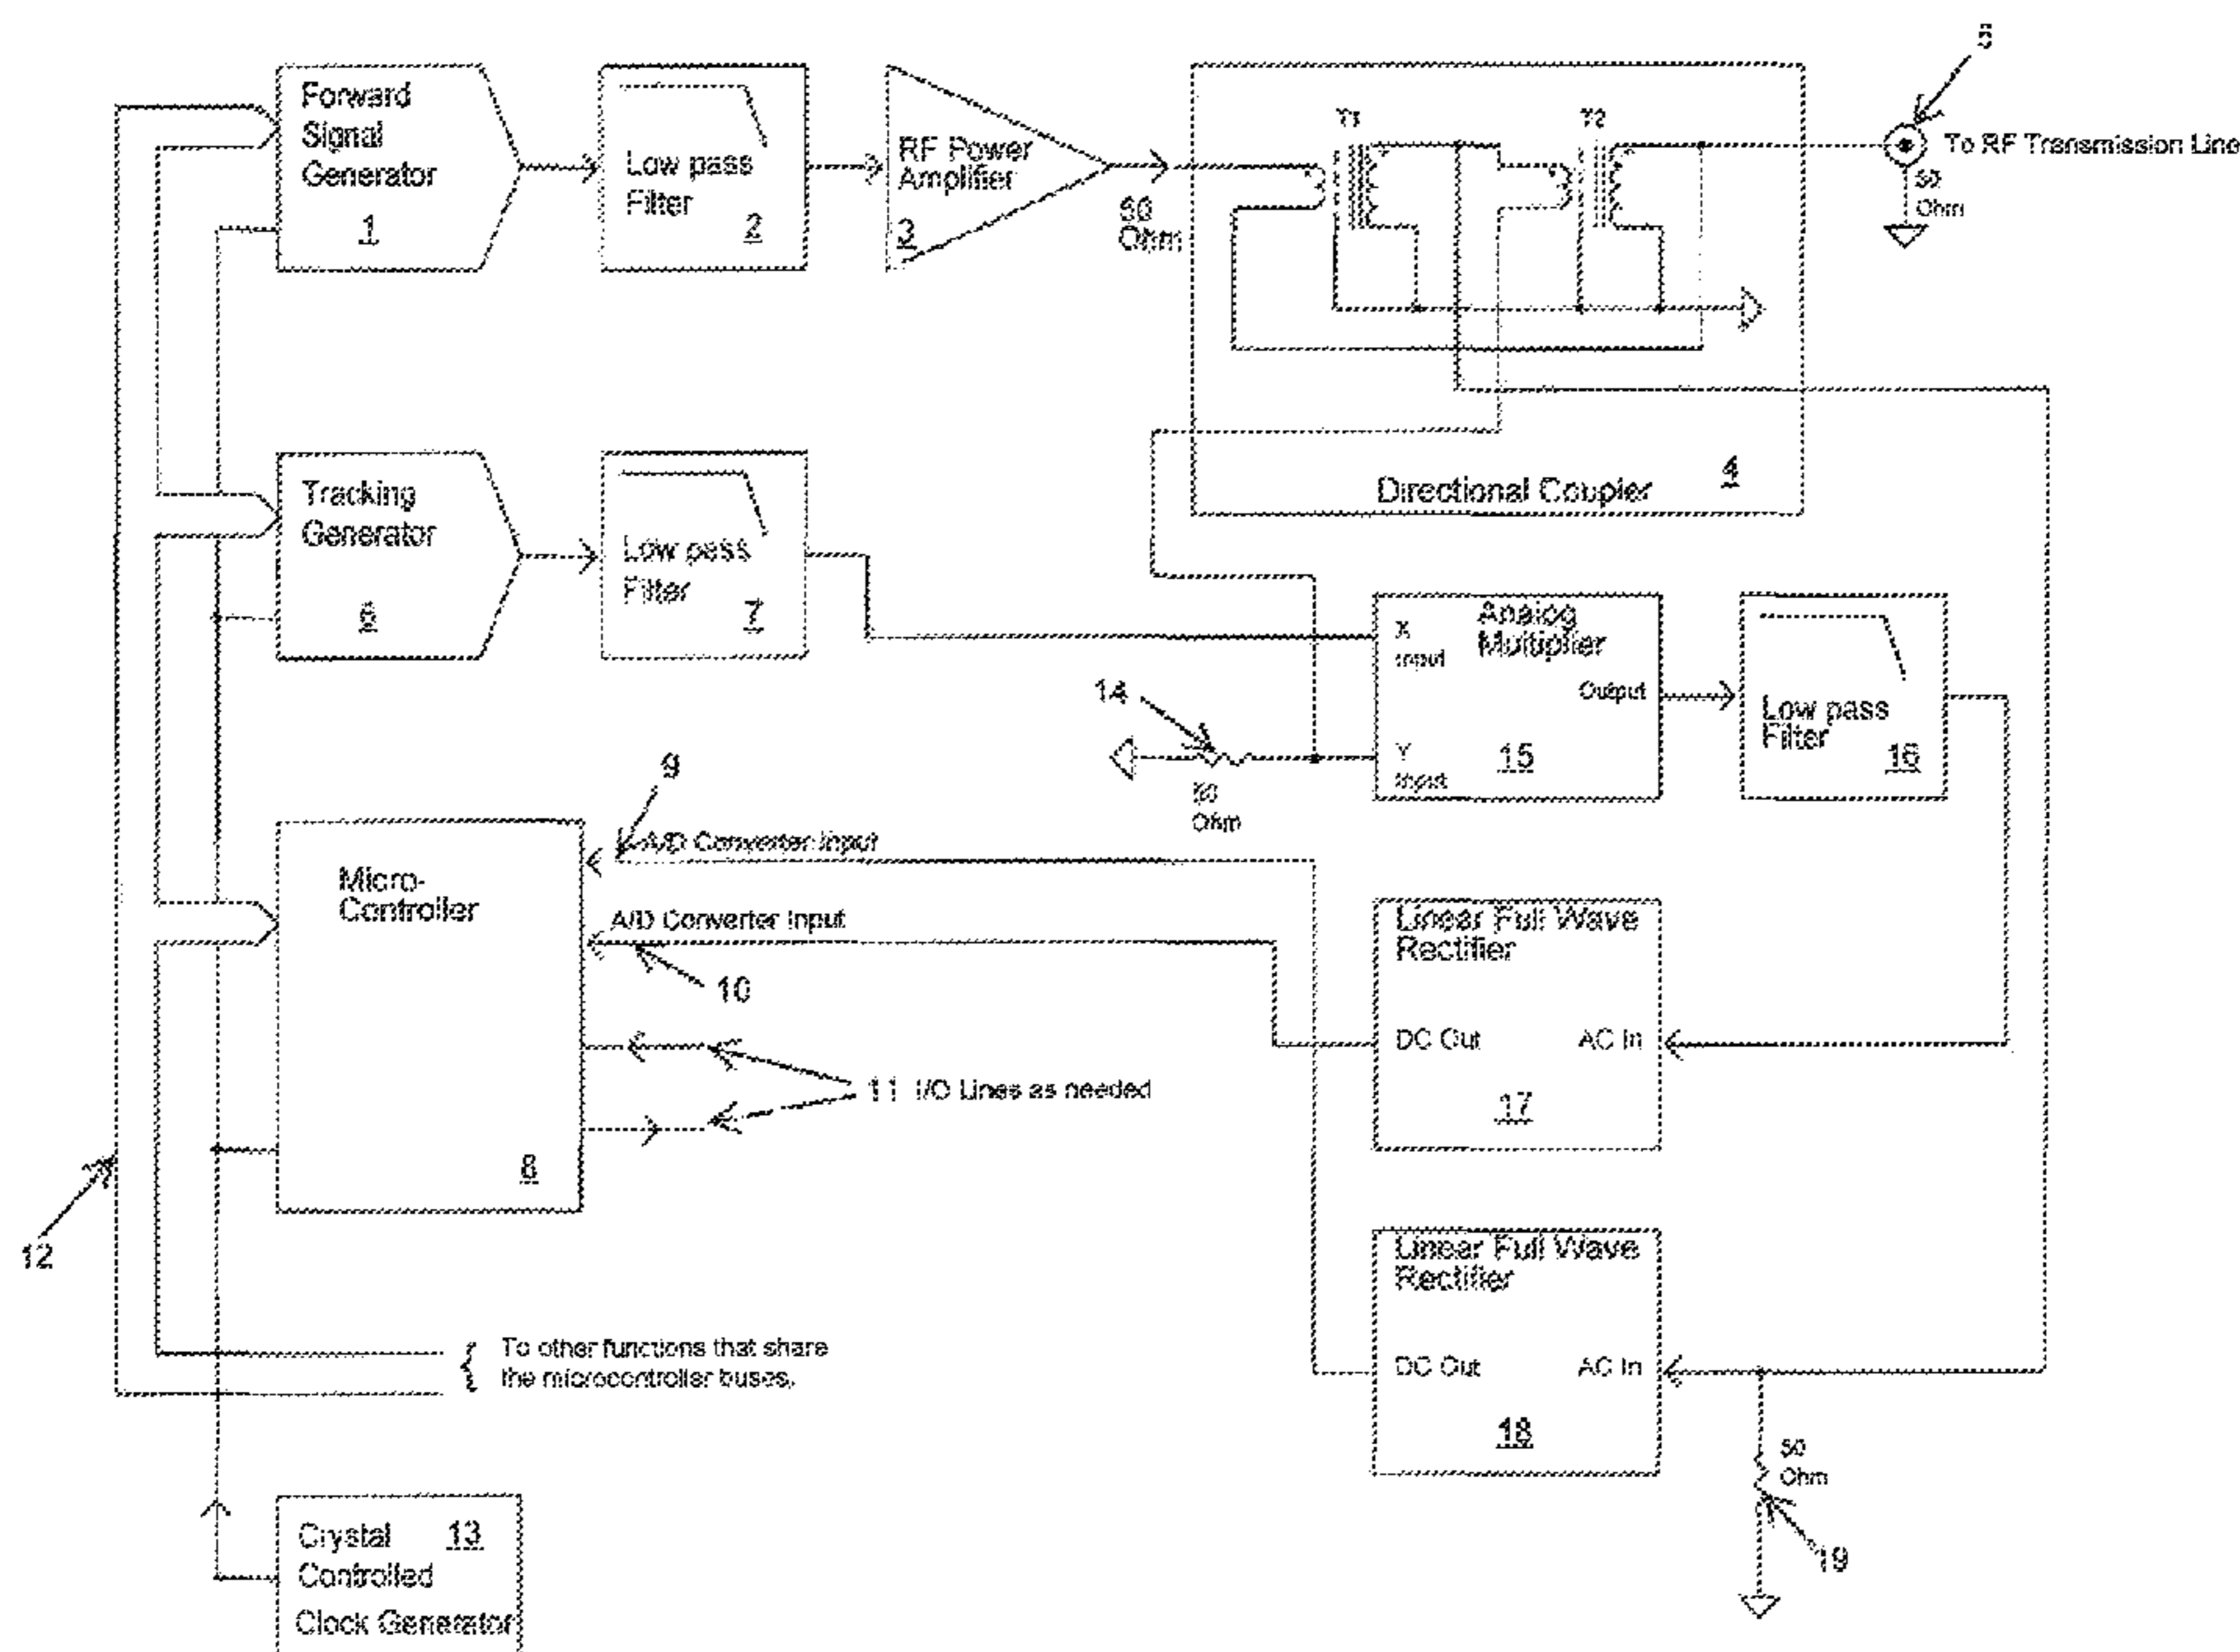 Forward
Signal
Generator
1
Low pass
Filter
2
RF Power
Amplifier
3
50
Ohm
T1
T2
5
To RF Transmission Line
50
Ohm
Directional Coupler
4
Tracking
Generator
6
Low pass
Filter
7
X
Input
Analog
Multiplier
Output
Y
Input
15
Low pass
Filter
16
14
50
Ohm
9
A/D Converter Input
A/D Converter Input
10
Micro-
Controller
8
11 I/O Lines as needed
12
Linear Full Wave
Rectifier
DC Out
AC In
17
Linear Full Wave
Rectifier
DC Out
AC In
18
50
Ohm
19
To other functions that share
the microcontroller buses.
Crystal
Controlled
Clock Generator
13